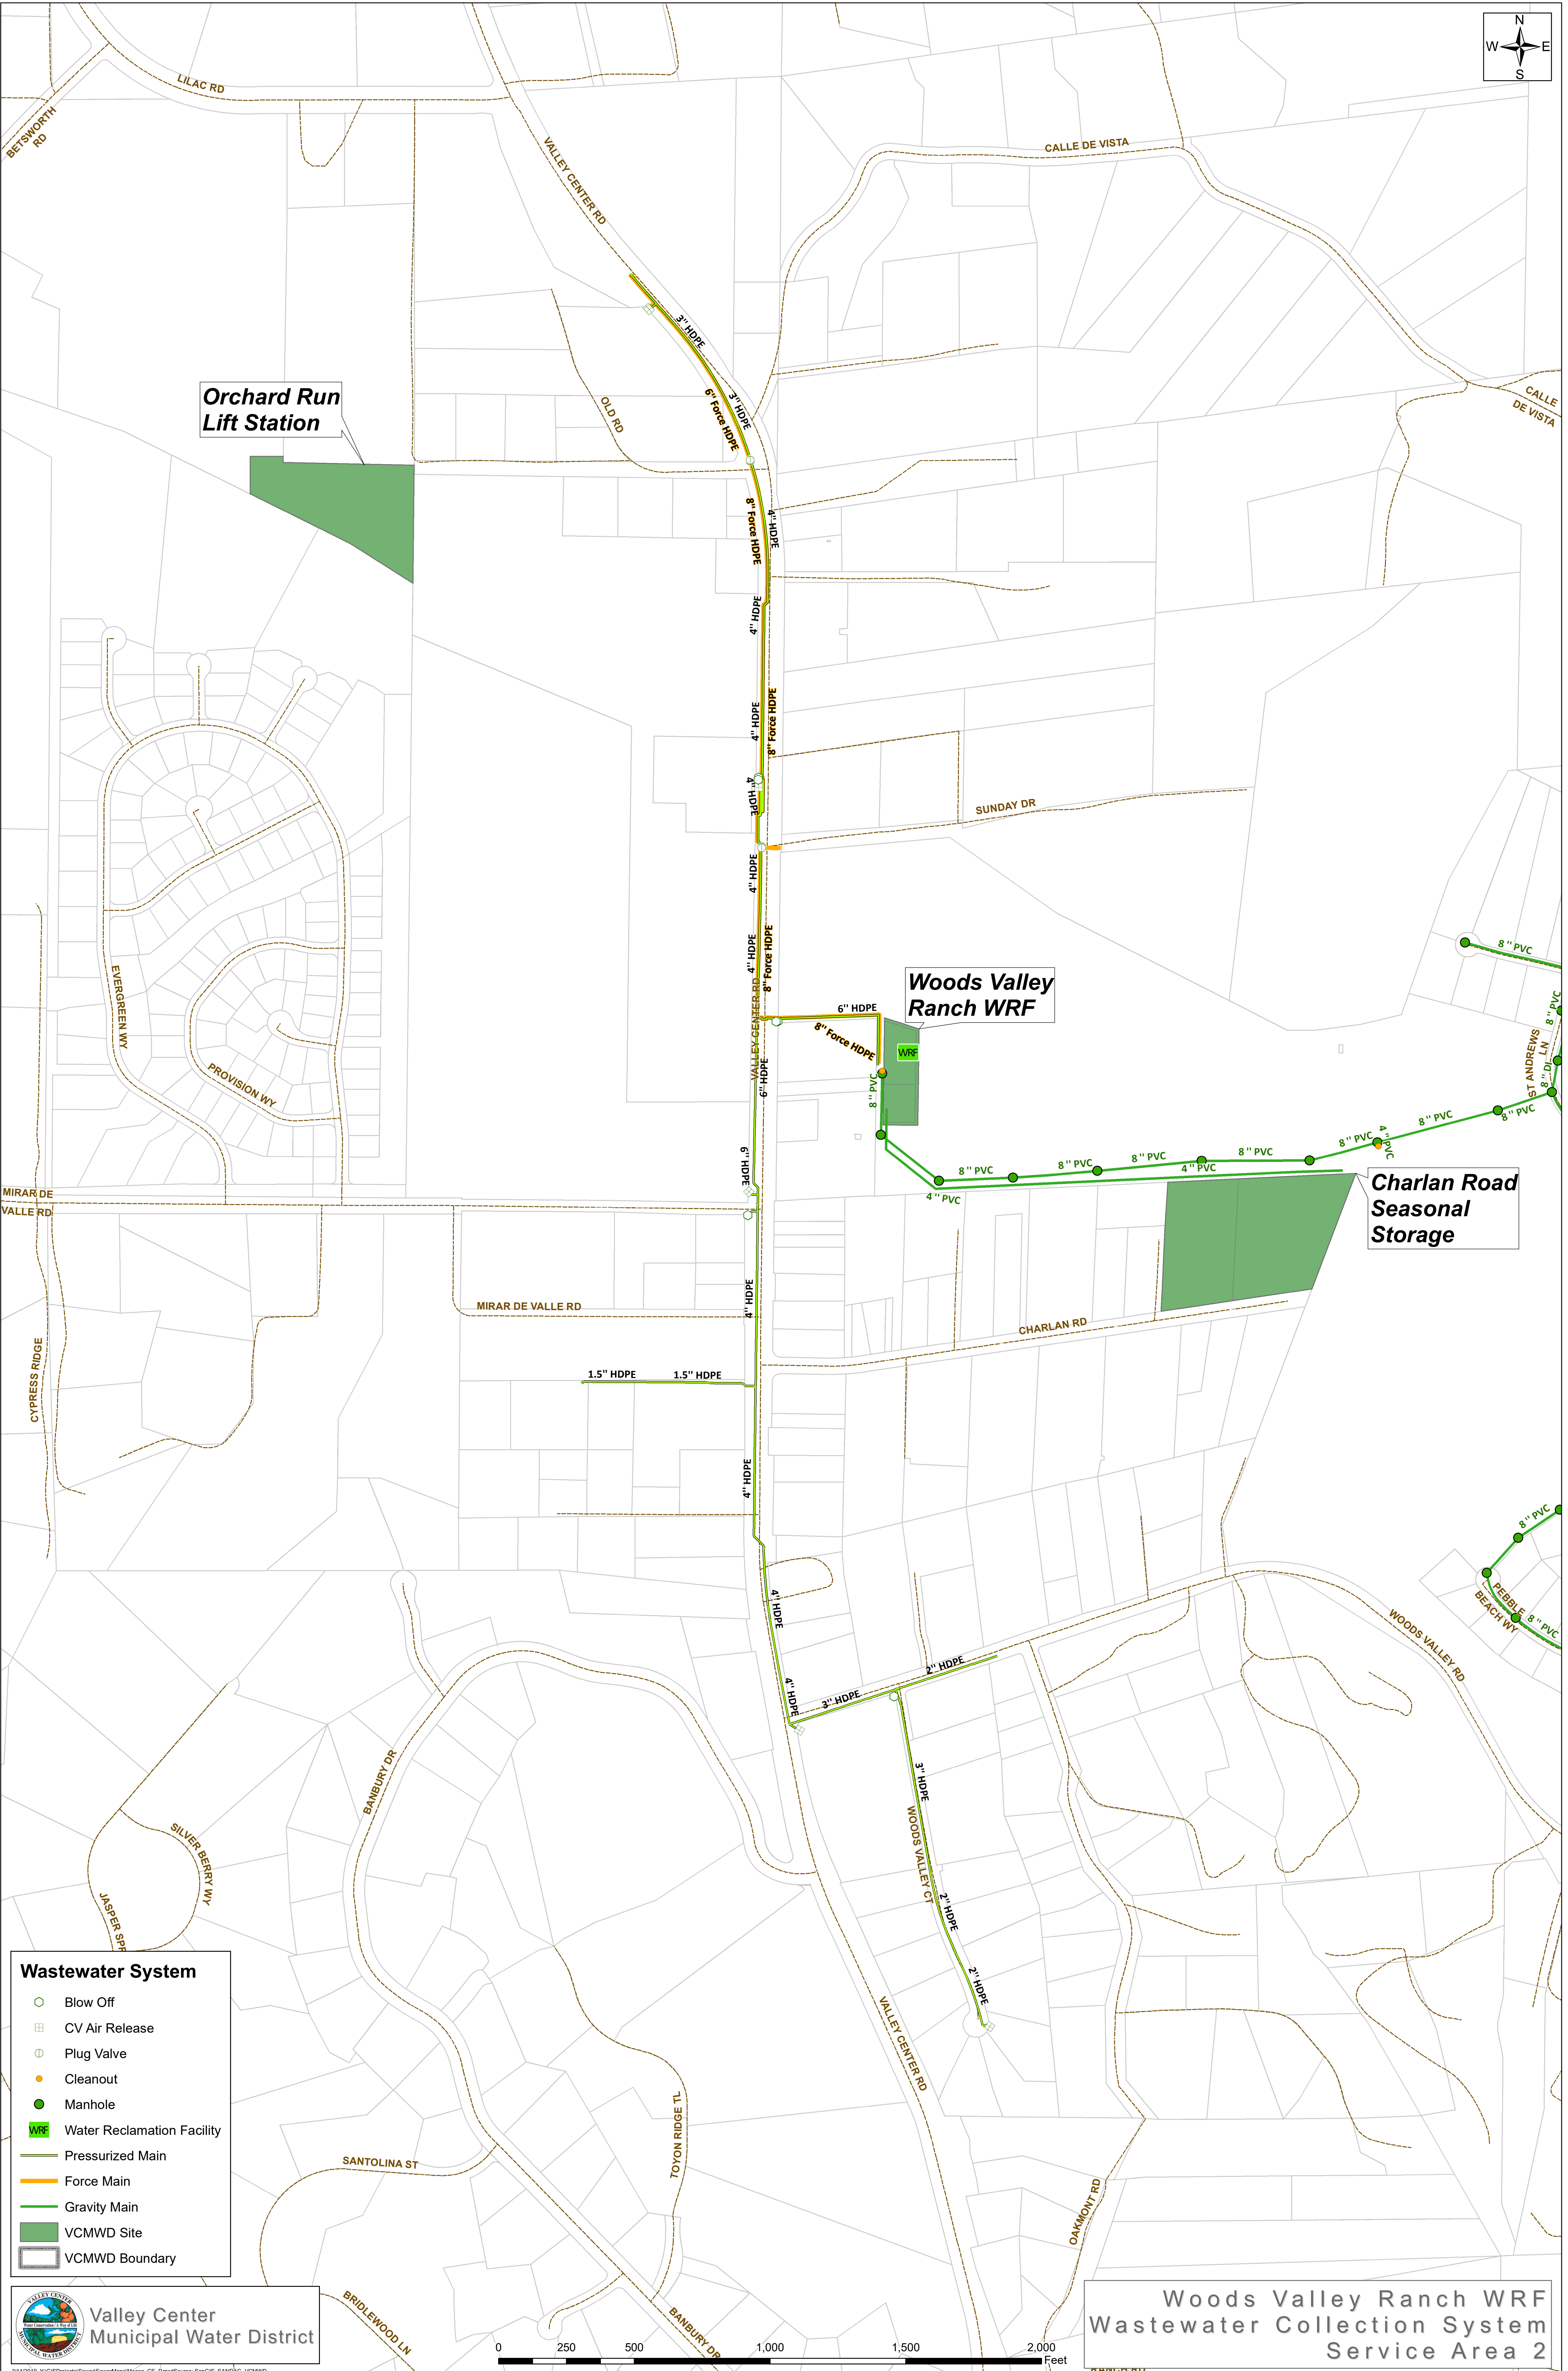 N
W E
S
LILAC RD
BETSWORTH
RD
VALLEY CENTER RD
CALLE DE VISTA
CALLE
DE VISTA
3" HDPE
3" HDPE
6" Force HDPE
OLD RD
Orchard Run
Lift Station
8" Force HDPE
4" HDPE
4" HDPE
4" HDPE
8" Force HDPE
4" HDPE
SUNDAY DR
4" HDPE
4" HDPE
8" Force HDPE
VALLEY CENTER RD
8" PVC
8" PVC
ST ANDREWS
LN
8" DI
EVERGREEN WY
PROVISION WY
Woods Valley
Ranch WRF
6" HDPE
8" Force HDPE
WRF
6" HDPE
8" PVC
8" PVC
8" PVC
8" PVC
8" PVC
8" PVC
4" PVC
8" PVC
8" PVC
4" PVC
4" PVC
6" HDPE
MIRAR DE
VALLE RD
Charlan Road
Seasonal
Storage
4" HDPE
MIRAR DE VALLE RD
CHARLAN RD
CYPRESS RIDGE
1.5" HDPE
1.5" HDPE
4" HDPE
8" PVC
PEBBLE
BEACH WY
8" PVC
4" HDPE
WOODS VALLEY RD
4" HDPE
3" HDPE
2" HDPE
3" HDPE
WOODS VALLEY CT
2" HDPE
2" HDPE
BANBURY DR
SILVER BERRY WY
JASPER SPR
VALLEY CENTER RD
TOYON RIDGE TL
SANTOLINA ST
OAKMONT RD
BRIDLEWOOD LN
BANBURY DR
Wastewater System
Blow Off
CV Air Release
Plug Valve
Cleanout
Manhole
WRF Water Reclamation Facility
Pressurized Main
Force Main
Gravity Main
VCMWD Site
VCMWD Boundary
VALLEY CENTER
MUNICIPAL WATER DISTRICT
Valley Center
Municipal Water District
0 250 500 1,000 1,500 2,000
Feet
Woods Valley Ranch WRF
Wastewater Collection System
Service Area 2